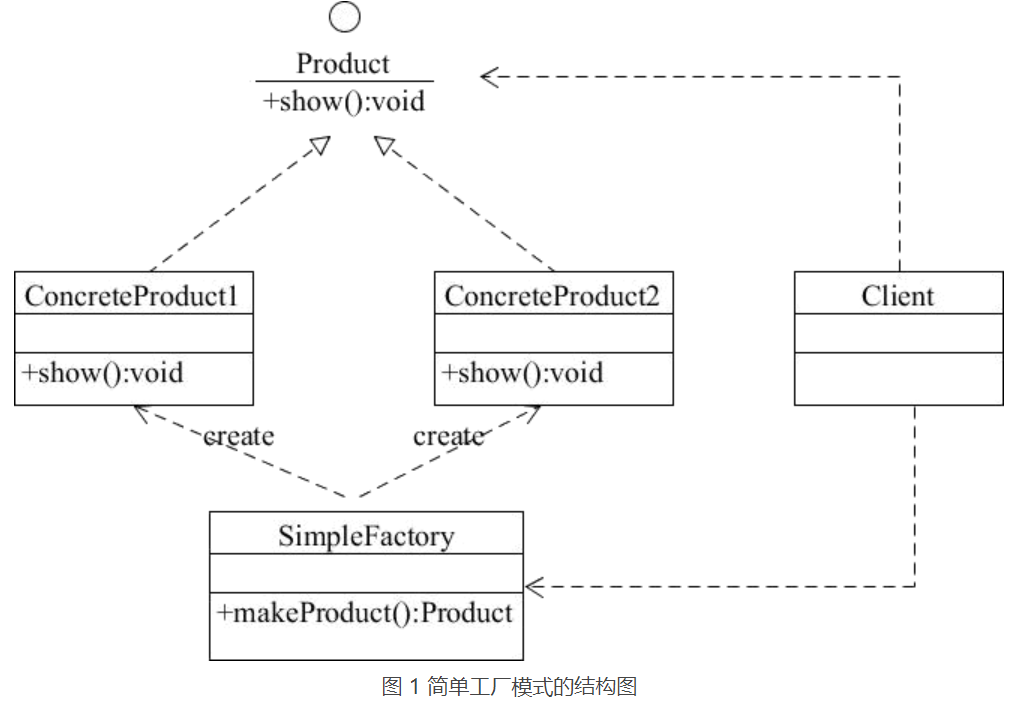 Product
+show():void
ConcreteProduct1
+show():void
ConcreteProduct2
+show():void
Client
create
create
SimpleFactory
+makeProduct():Product
图 1 简单工厂模式的结构图